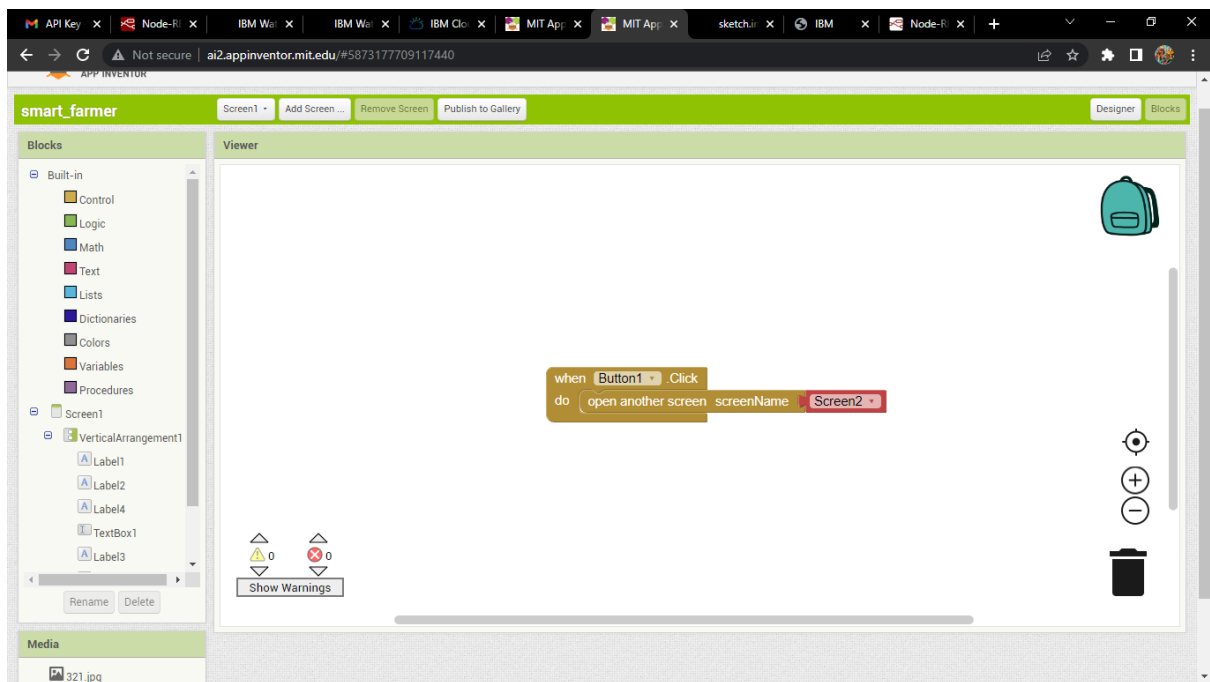 API Key
Node-R
IBM Wat
IBM Wat
IBM Clo
MIT App
MIT App
sketch.in
IBM
Node-R
Not secure | ai2.appinventor.mit.edu/#5873177709117440
APP INVENTOR
smart_farmer
Screen1
Add Screen ...
Remove Screen
Publish to Gallery
Designer
Blocks
Blocks
Viewer
Built-in
Control
Logic
Math
Text
Lists
Dictionaries
Colors
Variables
Procedures
Screen1
VerticalArrangement1
Label1
Label2
Label4
TextBox1
Label3
Rename
Delete
Media
321.jpg
when Button1 .Click
do open another screen screenName Screen2
0
0
Show Warnings